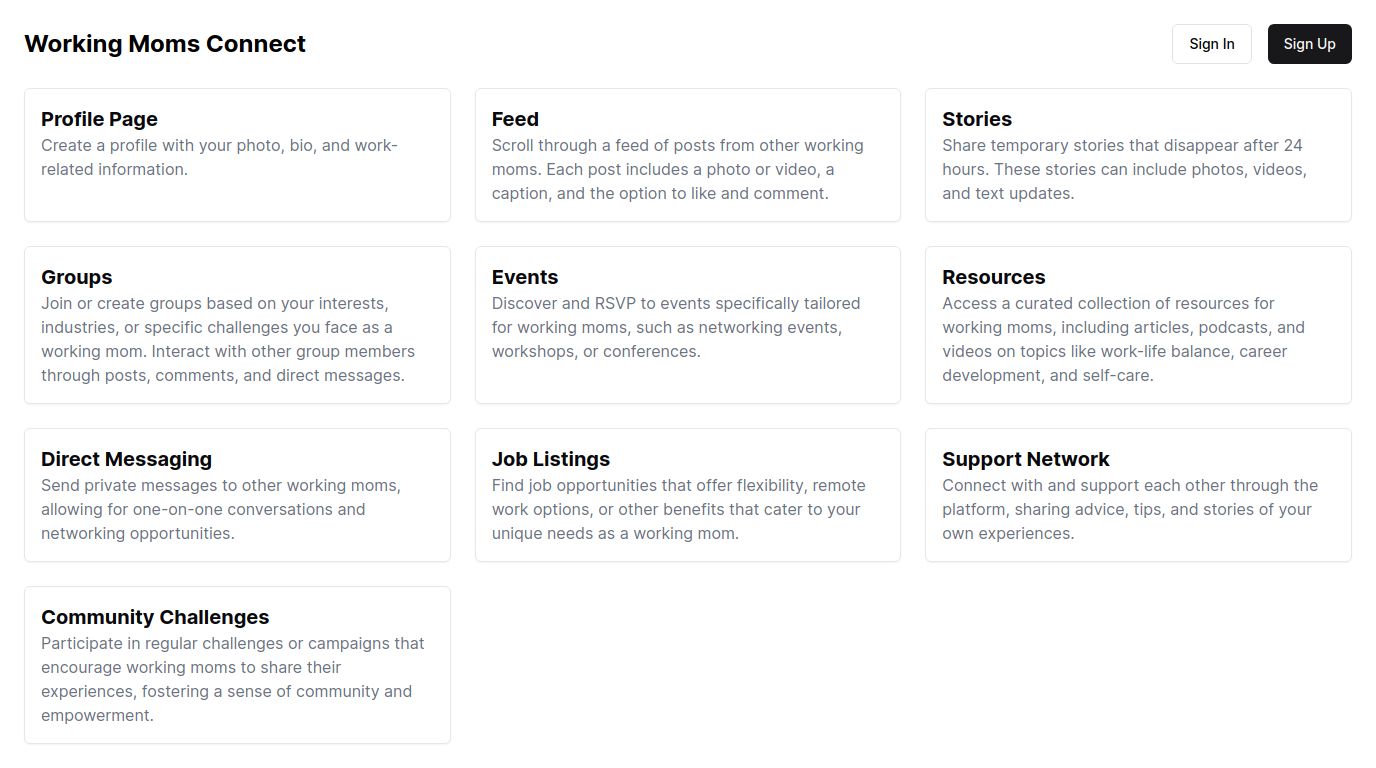 Working Moms Connect
Sign In
Sign Up
Profile Page
Create a profile with your photo, bio, and work-
related information.
Feed
Scroll through a feed of posts from other working
moms. Each post includes a photo or video, a
caption, and the option to like and comment.
Stories
Share temporary stories that disappear after 24
hours. These stories can include photos, videos,
and text updates.
Groups
Join or create groups based on your interests,
industries, or specific challenges you face as a
working mom. Interact with other group members
through posts, comments, and direct messages.
Events
Discover and RSVP to events specifically tailored
for working moms, such as networking events,
workshops, or conferences.
Resources
Access a curated collection of resources for
working moms, including articles, podcasts, and
videos on topics like work-life balance, career
development, and self-care.
Direct Messaging
Send private messages to other working moms,
allowing for one-on-one conversations and
networking opportunities.
Job Listings
Find job opportunities that offer flexibility, remote
work options, or other benefits that cater to your
unique needs as a working mom.
Support Network
Connect with and support each other through the
platform, sharing advice, tips, and stories of your
own experiences.
Community Challenges
Participate in regular challenges or campaigns that
encourage working moms to share their
experiences, fostering a sense of community and
empowerment.